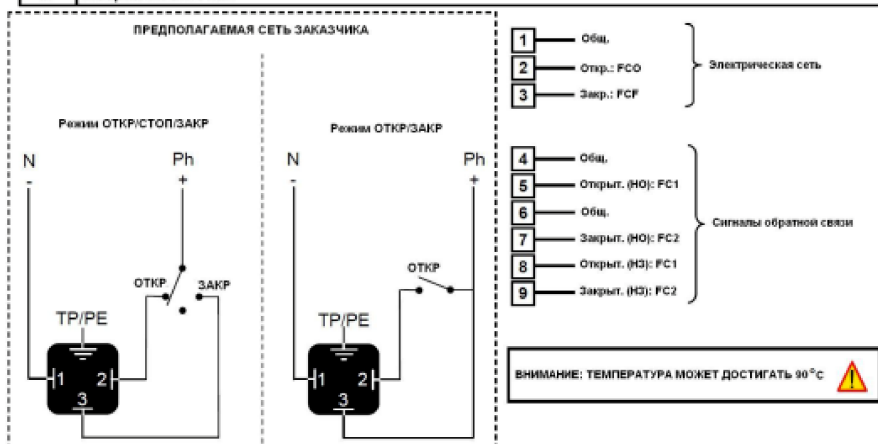 ПРЕДПОЛАГАЕМАЯ СЕТЬ ЗАКАЗЧИКА
Режим ОТКР/СТОП/ЗАКР
N
Ph
-
+
ОТКР
ЗАКР
TP/PE
1
2
3
Режим ОТКР/ЗАКР
N
Ph
-
+
ОТКР
TP/PE
1
2
3
1 Общ.
2 Откр.: FCO
3 Закр.: FCF
Электрическая сеть
4 Общ.
5 Открыт. (НО): FC1
6 Общ.
7 Закрыт. (НО): FC2
8 Открыт. (НЗ): FC1
9 Закрыт. (НЗ): FC2
Сигналы обратной связи
ВНИМАНИЕ: ТЕМПЕРАТУРА МОЖЕТ ДОСТИГАТЬ 90°C